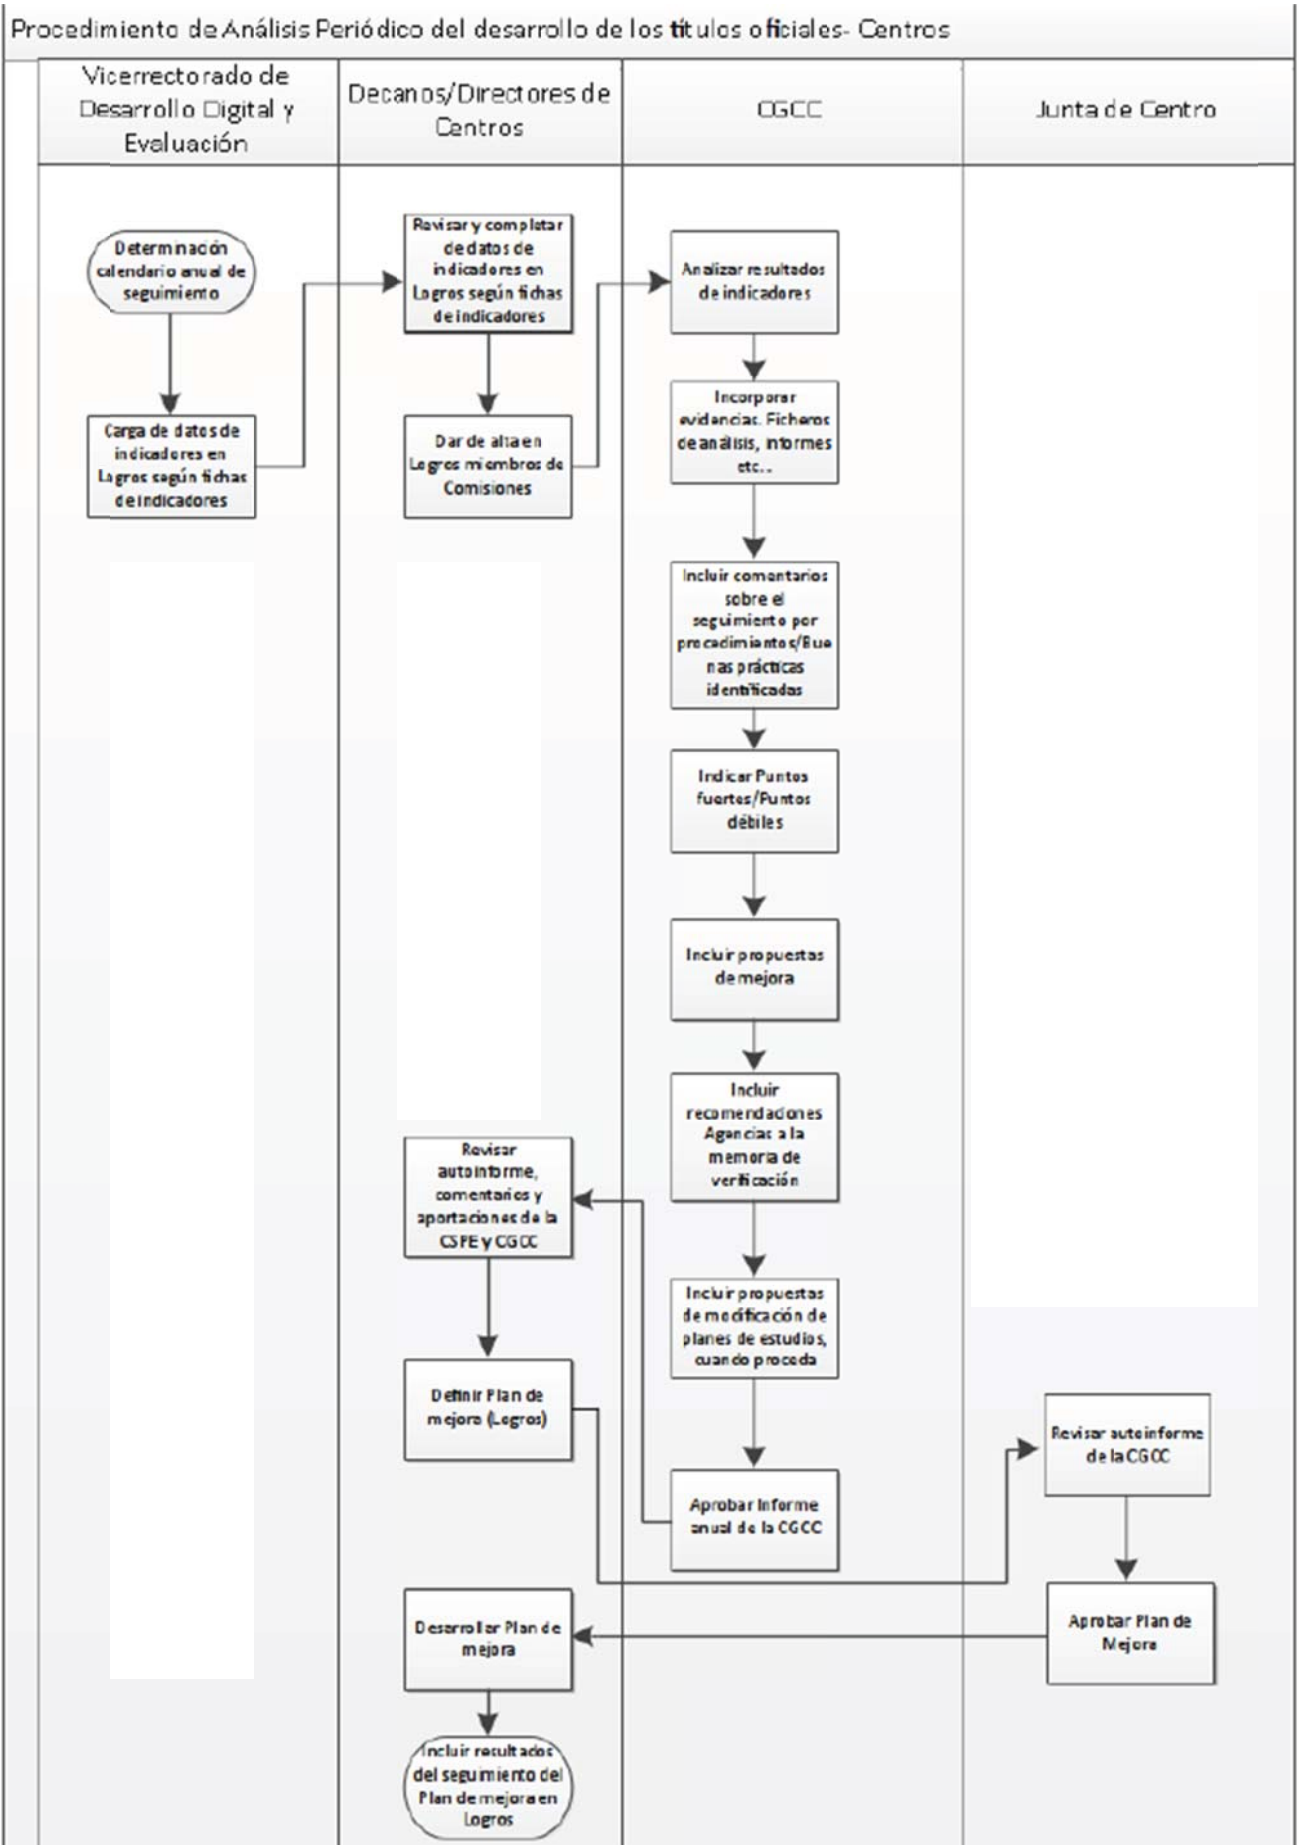 Procedimiento de Análisis Periódico del desarrollo de los títulos oficiales- Centros
Vicerrectorado de
Desarrollo Digital y
Evaluación
Decanos/Directores de
Centros
CGCC
Junta de Centro
Determinación
calendario anual de
seguimiento
Carga de datos de
indicadores en
Logros según fichas
de indicadores
Revisar y completar
de datos de
indicadores en
Logros según fichas
de indicadores
Dar de alta en
Logros miembros de
Comisiones
Analizar resultados
de indicadores
Incorporar
evidencias. Ficheros
de análisis, informes
etc...
Incluir comentarios
sobre el
seguimiento por
procedimientos/Bue
nas prácticas
identificadas
Indicar Puntos
fuertes/Puntos
débiles
Incluir propuestas
de mejora
Incluir
recomendaciones
Agencias a la
memoria de
verificación
Incluir propuestas
de modificación de
planes de estudios,
cuando proceda
Aprobar Informe
anual de la CGCC
Revisar
autoinforme,
comentarios y
aportaciones de la
CSPE y CGCC
Definir Plan de
mejora (Logros)
Revisar autoinforme
de la CGCC
Aprobar Plan de
Mejora
Desarrollar Plan de
mejora
Incluir resultados
del seguimiento del
Plan de mejora en
Logros